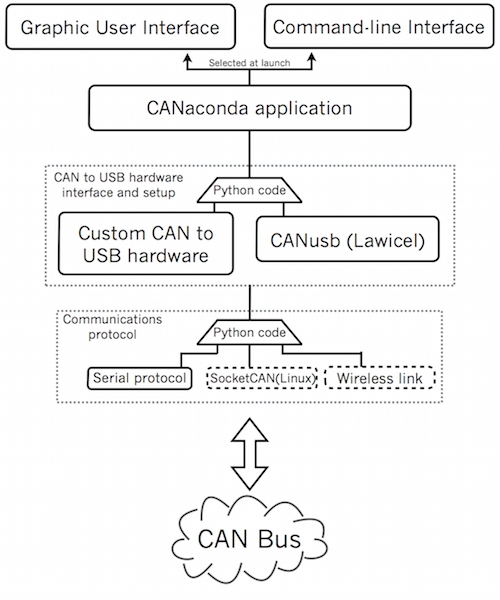 Graphic User Interface
Command-line Interface
Selected at launch
CANaconda application
CAN to USB hardware
interface and setup
Python code
Custom CAN to
USB hardware
CANusb (Lawicel)
Communications
protocol
Python code
Serial protocol
SocketCAN(Linux)
Wireless link
CAN Bus